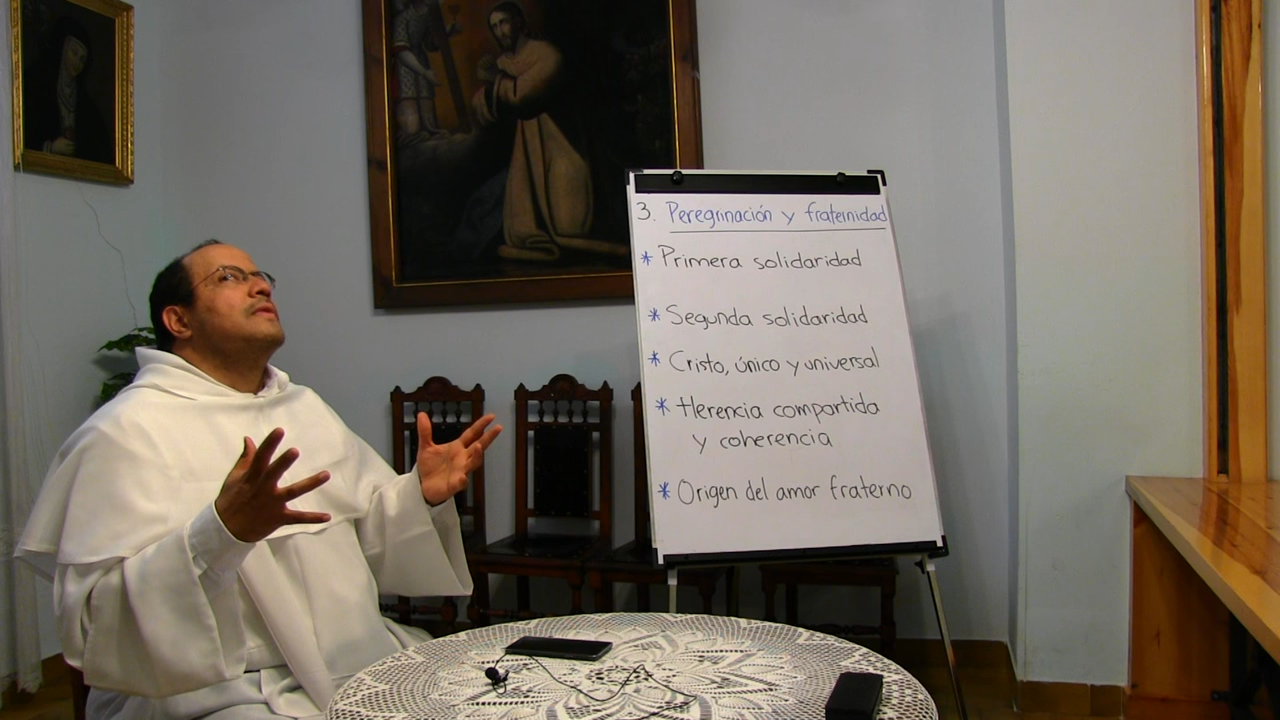 3. Peregrinación y fraternidad
* Primera solidaridad
* Segunda solidaridad
* Cristo, único y universal
* Herencia compartida
y coherencia
* Origen del amor fraterno